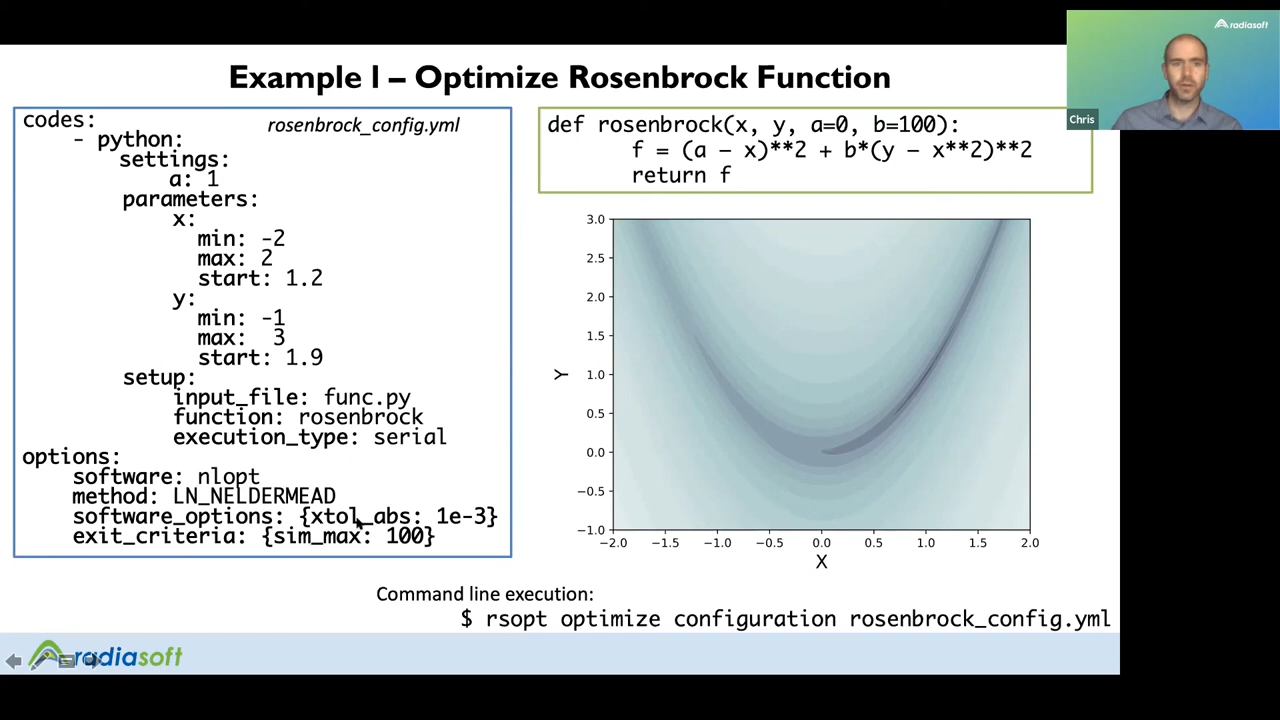 radiasoft
Chris
Example 1 – Optimize Rosenbrock Function
rosenbrock_config.yml
codes:
- python:
settings:
a: 1
parameters:
x:
min: -2
max: 2
start: 1.2
y:
min: -1
max: 3
start: 1.9
setup:
input_file: func.py
function: rosenbrock
execution_type: serial
options:
software: nlopt
method: LN_NELDERMEAD
software_options: {xtol_abs: 1e-3}
exit_criteria: {sim_max: 100}
def rosenbrock(x, y, a=0, b=100):
f = (a – x)**2 + b*(y – x**2)**2
return f
3.0
2.5
2.0
1.5
1.0
0.5
0.0
−0.5
−1.0
Y
−2.0 −1.5 −1.0 −0.5 0.0 0.5 1.0 1.5 2.0
X
Command line execution:
$ rsopt optimize configuration rosenbrock_config.yml
radiasoft